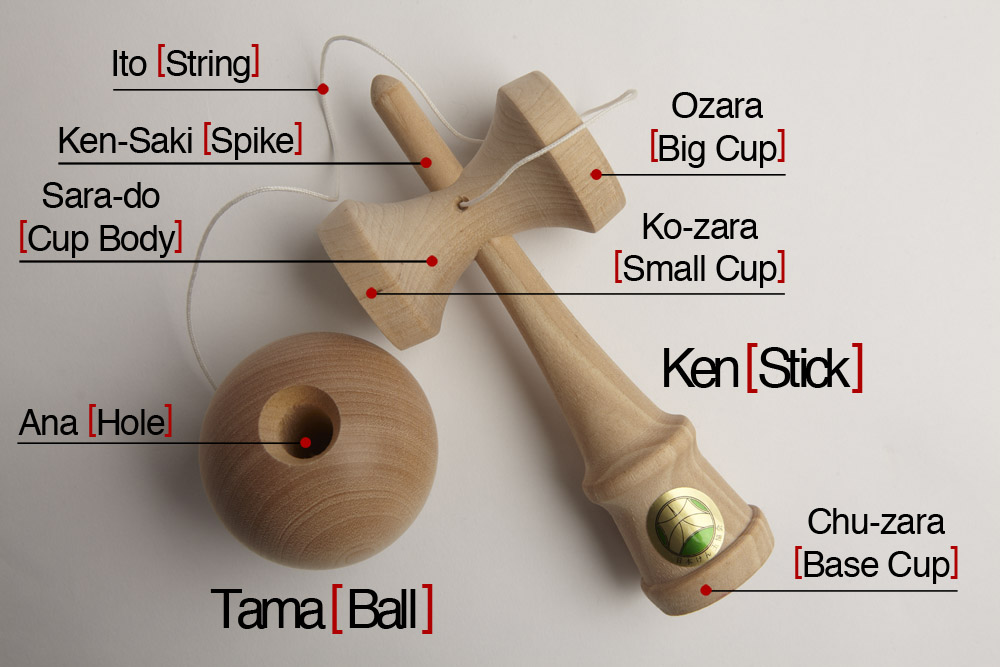 Ito [String]
Ken-Saki [Spike]
Sara-do
[Cup Body]
Ozara
[Big Cup]
Ko-zara
[Small Cup]
Ken [Stick]
Ana [Hole]
Chu-zara
[Base Cup]
Tama [Ball]